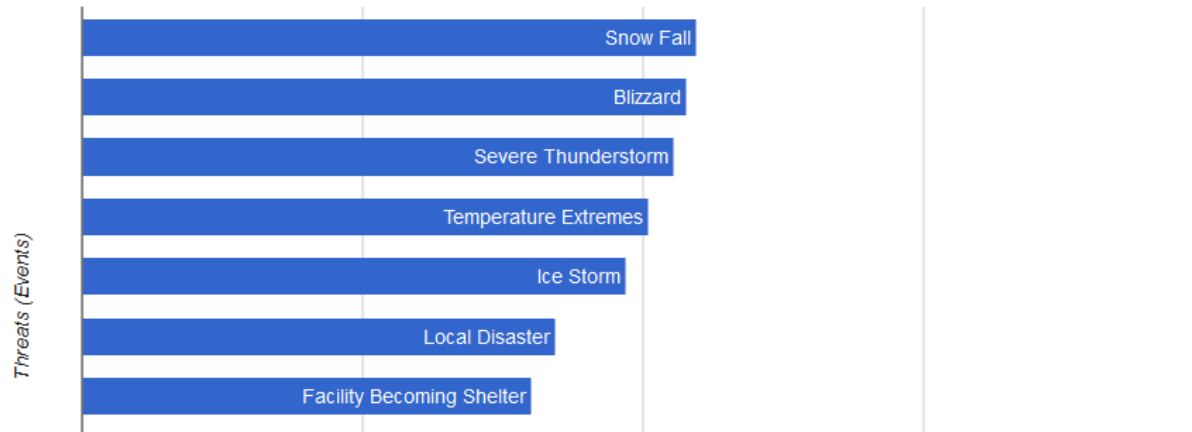 Snow Fall
Blizzard
Severe Thunderstorm
Temperature Extremes
Ice Storm
Local Disaster
Facility Becoming Shelter
Threats (Events)